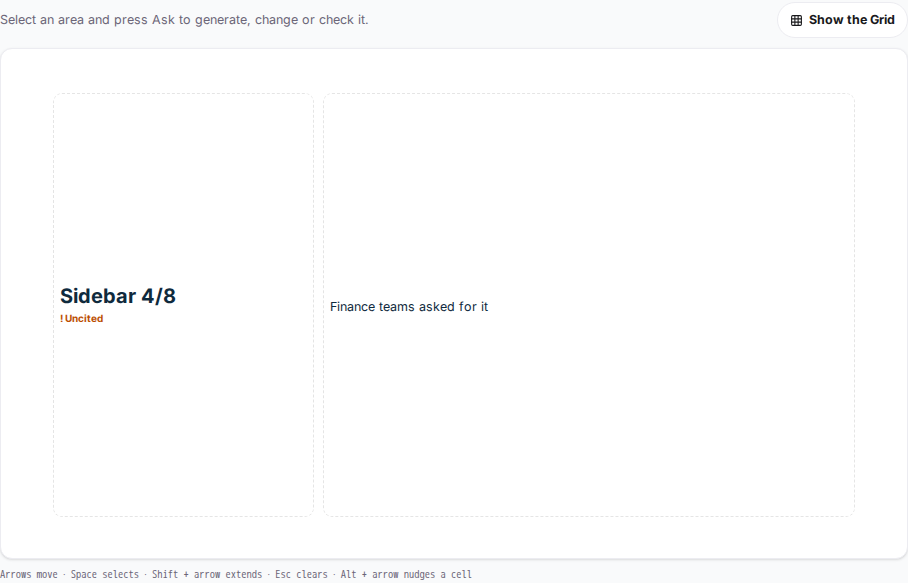 Select an area and press Ask to generate, change or check it.
Show the Grid
Sidebar 4/8
! Uncited
Finance teams asked for it
Arrows move · Space selects · Shift + arrow extends · Esc clears · Alt + arrow nudges a cell